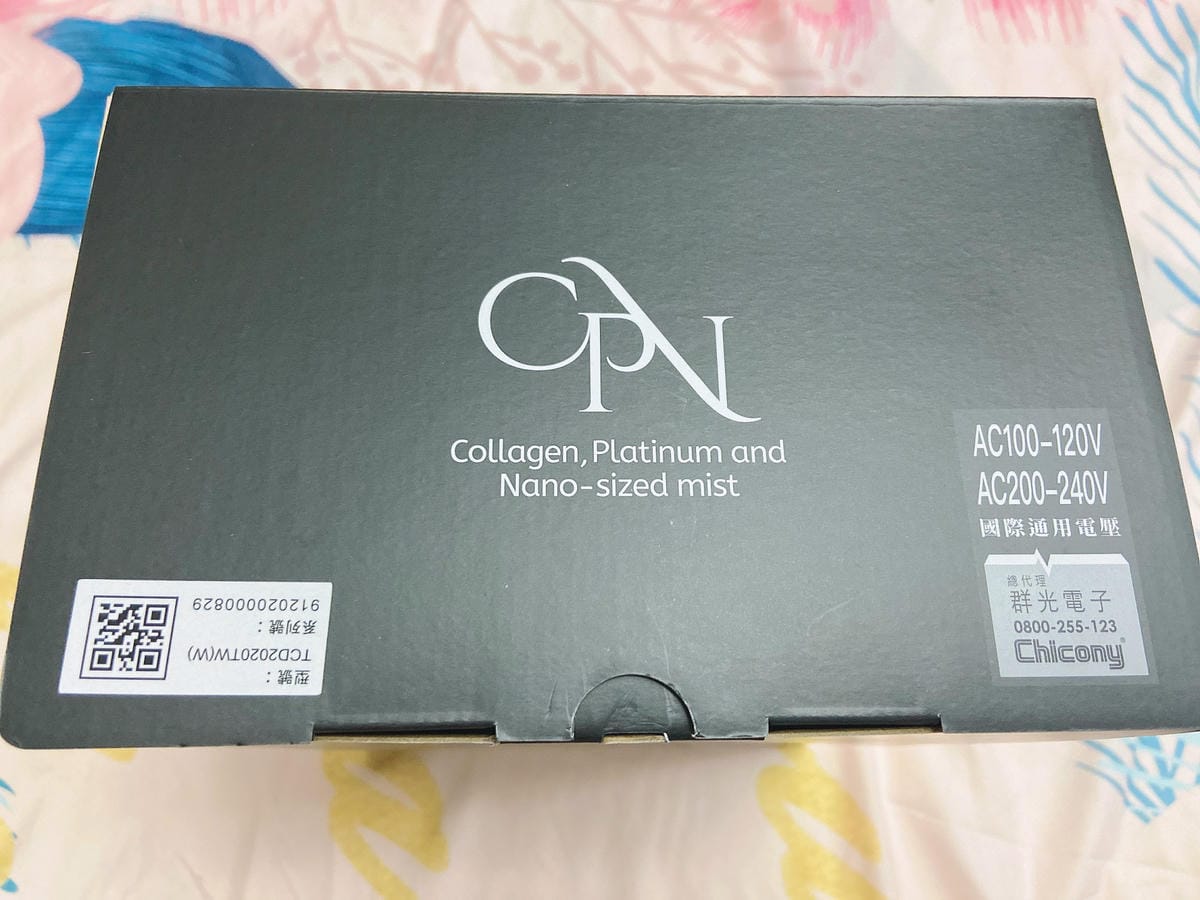 CPN
Collagen, Platinum and
Nano-sized mist
AC100-120V
AC200-240V
國際通用電壓
總代理
群光電子
0800-255-123
Chicony®
型號：
TCD2020TW(W)
系列號：
912020000829